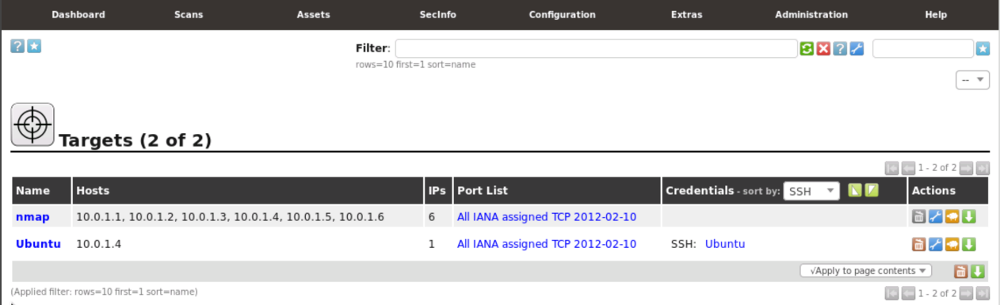 Dashboard Scans Assets SecInfo Configuration Extras Administration Help
Filter:
rows=10 first=1 sort=name
--
Targets (2 of 2)
1 - 2 of 2
Name Hosts IPs Port List Credentials - sort by: SSH Actions
nmap 10.0.1.1, 10.0.1.2, 10.0.1.3, 10.0.1.4, 10.0.1.5, 10.0.1.6 6 All IANA assigned TCP 2012-02-10
Ubuntu 10.0.1.4 1 All IANA assigned TCP 2012-02-10 SSH: Ubuntu
√Apply to page contents
(Applied filter: rows=10 first=1 sort=name) 1 - 2 of 2